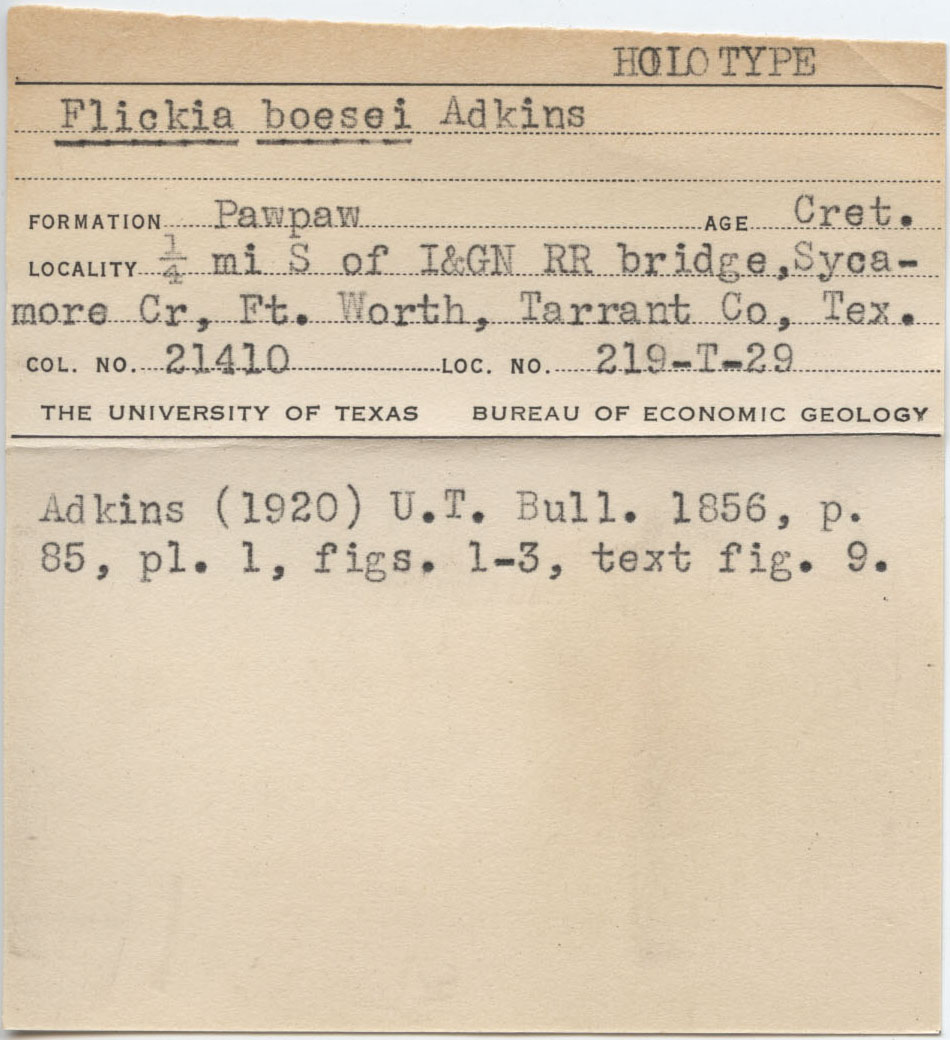 HOLOTYPE
Flickia boesei Adkins
FORMATION Pawpaw AGE Cret.
LOCALITY 1/4 mi S of I&GN RR bridge, Syca-
more Cr, Ft. Worth, Tarrant Co, Tex.
COL. NO. 21410 LOC. NO. 219-T-29
THE UNIVERSITY OF TEXAS BUREAU OF ECONOMIC GEOLOGY
Adkins (1920) U.T. Bull. 1856, p.
85, pl. 1, figs. 1-3, text fig. 9.